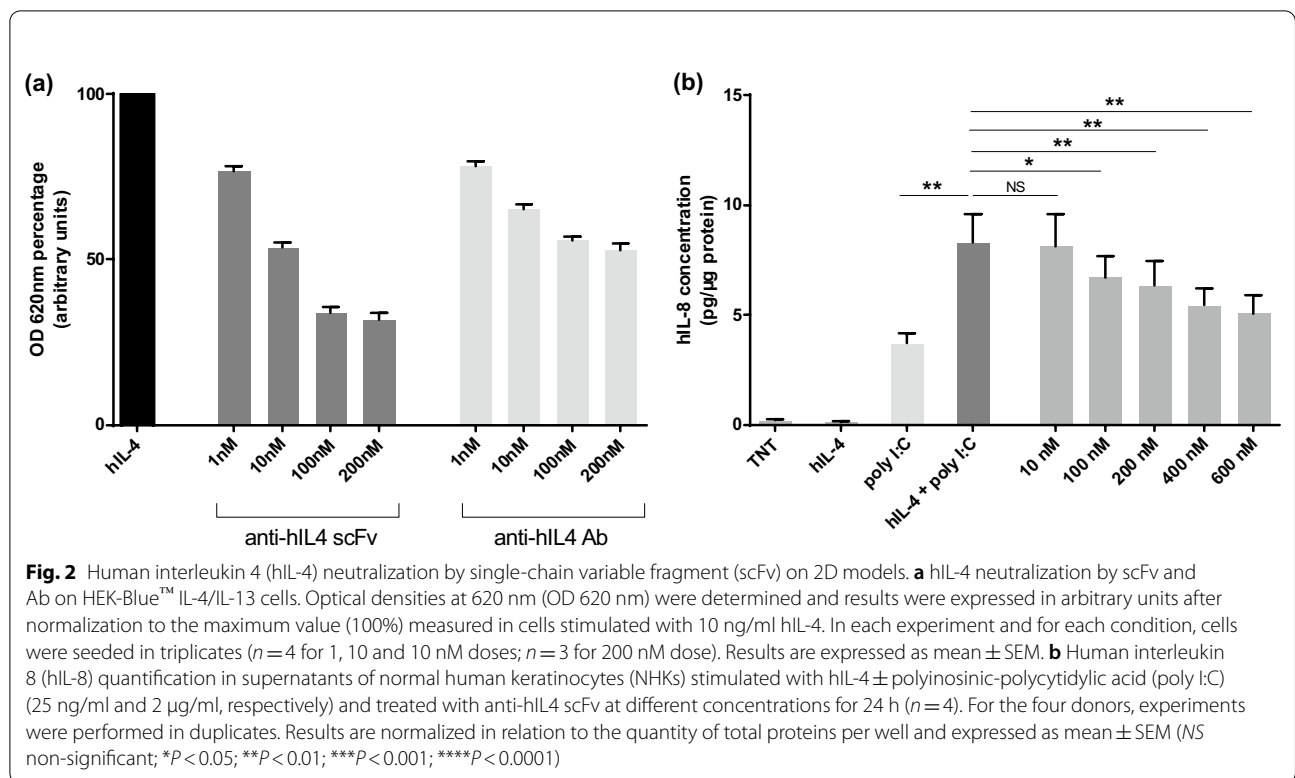 (a)
100
50
0
OD 620nm percentage
(arbitrary units)
hIL-4
1nM
10nM
100nM
200nM
1nM
10nM
100nM
200nM
anti-hIL4 scFv
anti-hIL4 Ab
(b)
15
10
5
0
hIL-8 concentration
(pg/µg protein)
**
**
**
*
** NS
TNT
hIL-4
poly I:C
hIL-4 + poly I:C
10 nM
100 nM
200 nM
400 nM
600 nM
Fig. 2 Human interleukin 4 (hIL-4) neutralization by single-chain variable fragment (scFv) on 2D models. a hIL-4 neutralization by scFv and
Ab on HEK-Blue™ IL-4/IL-13 cells. Optical densities at 620 nm (OD 620 nm) were determined and results were expressed in arbitrary units after
normalization to the maximum value (100%) measured in cells stimulated with 10 ng/ml hIL-4. In each experiment and for each condition, cells
were seeded in triplicates (n = 4 for 1, 10 and 10 nM doses; n = 3 for 200 nM dose). Results are expressed as mean ± SEM. b Human interleukin
8 (hIL-8) quantification in supernatants of normal human keratinocytes (NHKs) stimulated with hIL-4 ± polyinosinic-polycytidylic acid (poly I:C)
(25 ng/ml and 2 µg/ml, respectively) and treated with anti-hIL4 scFv at different concentrations for 24 h (n = 4). For the four donors, experiments
were performed in duplicates. Results are normalized in relation to the quantity of total proteins per well and expressed as mean ± SEM (NS
non-significant; *P < 0.05; **P < 0.01; ***P < 0.001; ****P < 0.0001)